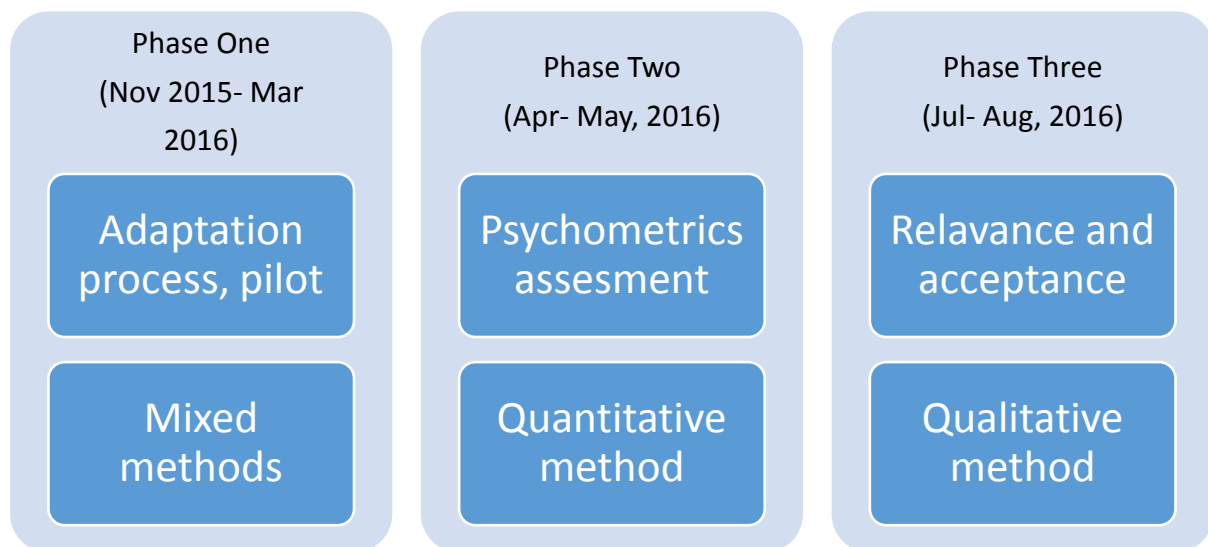 Phase One
(Nov 2015- Mar
2016)
Adaptation
process, pilot
Mixed
methods
Phase Two
(Apr- May, 2016)
Psychometrics
assesment
Quantitative
method
Phase Three
(Jul- Aug, 2016)
Relavance and
acceptance
Qualitative
method